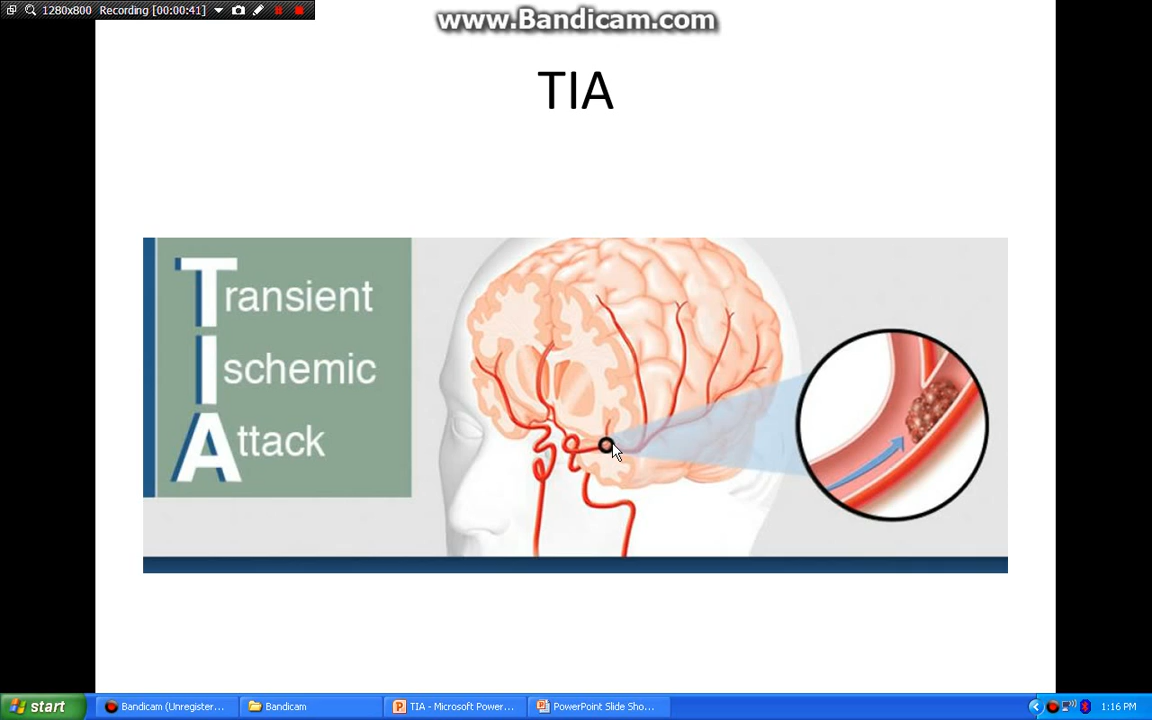 1280x800 Recording [00:00:41]
www.Bandicam.com
TIA
Transient
Ischemic
Attack
start
Bandicam (Unregister...
Bandicam
TIA - Microsoft Power...
PowerPoint Slide Sho...
1:16 PM